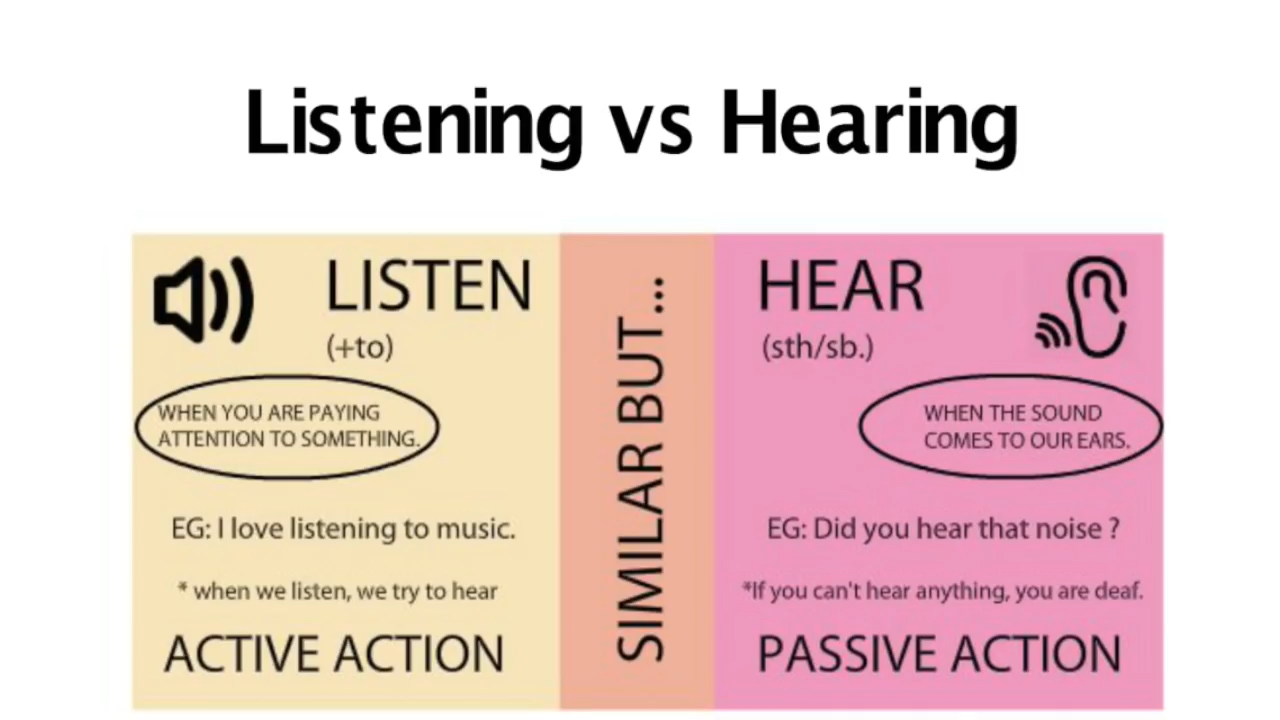 Listening vs Hearing
LISTEN
(+to)
WHEN YOU ARE PAYING
ATTENTION TO SOMETHING.
EG: I love listening to music.
* when we listen, we try to hear
ACTIVE ACTION
SIMILAR BUT...
HEAR
(sth/sb.)
WHEN THE SOUND
COMES TO OUR EARS.
EG: Did you hear that noise ?
*If you can't hear anything, you are deaf.
PASSIVE ACTION